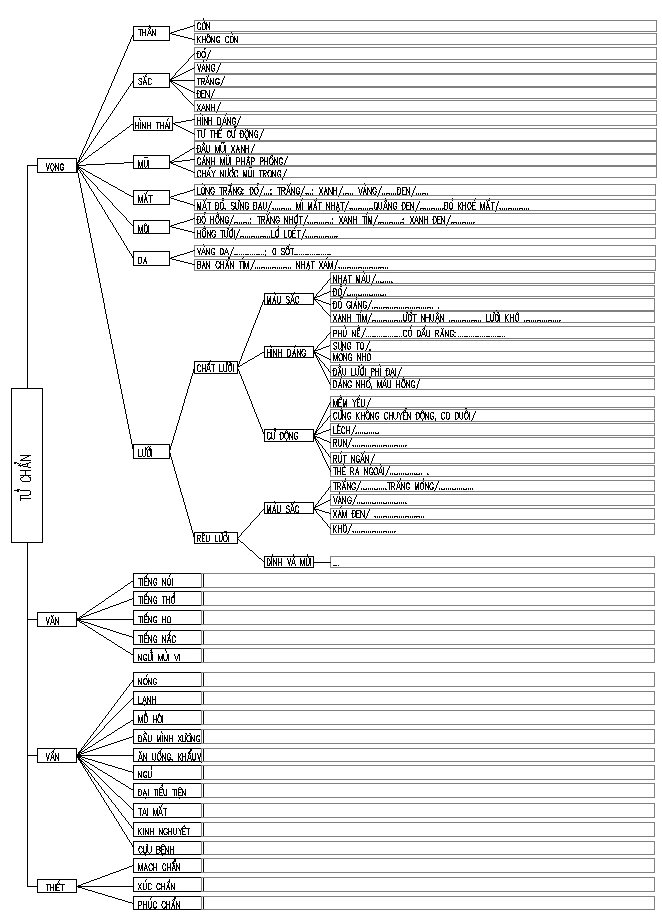 TỨ CHẨN
VỌNG
THẦN
CÒN
KHÔNG CÒN
SẮC
ĐỎ/
VÀNG/
TRẮNG/
ĐEN/
XANH/
HÌNH THÁI
HÌNH DÁNG/
TƯ THẾ CỬ ĐỘNG/
MŨI
ĐẦU MŨI XANH/
CÁNH MŨI PHẬP PHỒNG/
CHẢY NƯỚC MŨI TRONG/
MẮT
LÒNG TRẮNG: ĐỎ/...: TRẮNG/...: XANH/..... VÀNG/......ĐEN/.....
MẮT ĐỎ, SƯNG ĐAU/.......... MÍ MẮT NHẠT/............QUẦNG ĐEN/...........ĐỎ KHOÉ MẮT/..............
MÔI
ĐỎ HỒNG/.......: TRẮNG NHỢT/..........: XANH TÍM/...........: XANH ĐEN/...........
HỒNG TƯƠI/..............LỞ LOÉT/..............
DA
VÀNG DA/..............; Ơ SỐT................
BAN CHẨN TÍM/................ NHẠT XÁM/......................
LƯỠI
CHẤT LƯỠI
MÀU SẮC
NHẠT MÀU/........
ĐỎ/.................
ĐỎ GIÁNG/........................... .
XANH TÍM/.............ƯỚT NHUẬN .............. LƯỠI KHÔ ................
HÌNH DÁNG
PHÙ NỀ/................CÓ DẤU RĂNG:.....................
SƯNG TO/.
MỎNG NHỎ
ĐẦU LƯỠI PHÌ ĐẠI/
DÁNG NHỎ, MÀU HỒNG/
CỬ ĐỘNG
MỀM YẾU/
CỨNG KHÔNG CHUYỂN ĐỘNG, CO DUỖI/
LỆCH/..........
RUN/........................
RÚT NGẮN/
THÈ RA NGOÀI/.............. .
RÊU LƯỠI
MÀU SẮC
TRẮNG/...........TRẮNG MỎNG/...............
VÀNG/......................
XÁM ĐEN/ ......................
KHÔ/...................
DÍNH VÀ MÙI
...
VĂN
TIẾNG NÓI
TIẾNG THỞ
TIẾNG HO
TIẾNG NẤC
NGỬI MÙI VỊ
VẤN
NÓNG
LẠNH
MỒ HÔI
ĐẦU MÌNH XƯƠNG
ĂN UỐNG, KHẨUV
NGỦ
ĐẠI TIỂU TIỆN
TAI MẮT
KINH NGHUYỆT
CỰU BỆNH
THIẾT
MẠCH CHẨN
XÚC CHẨN
PHÚC CHẨN